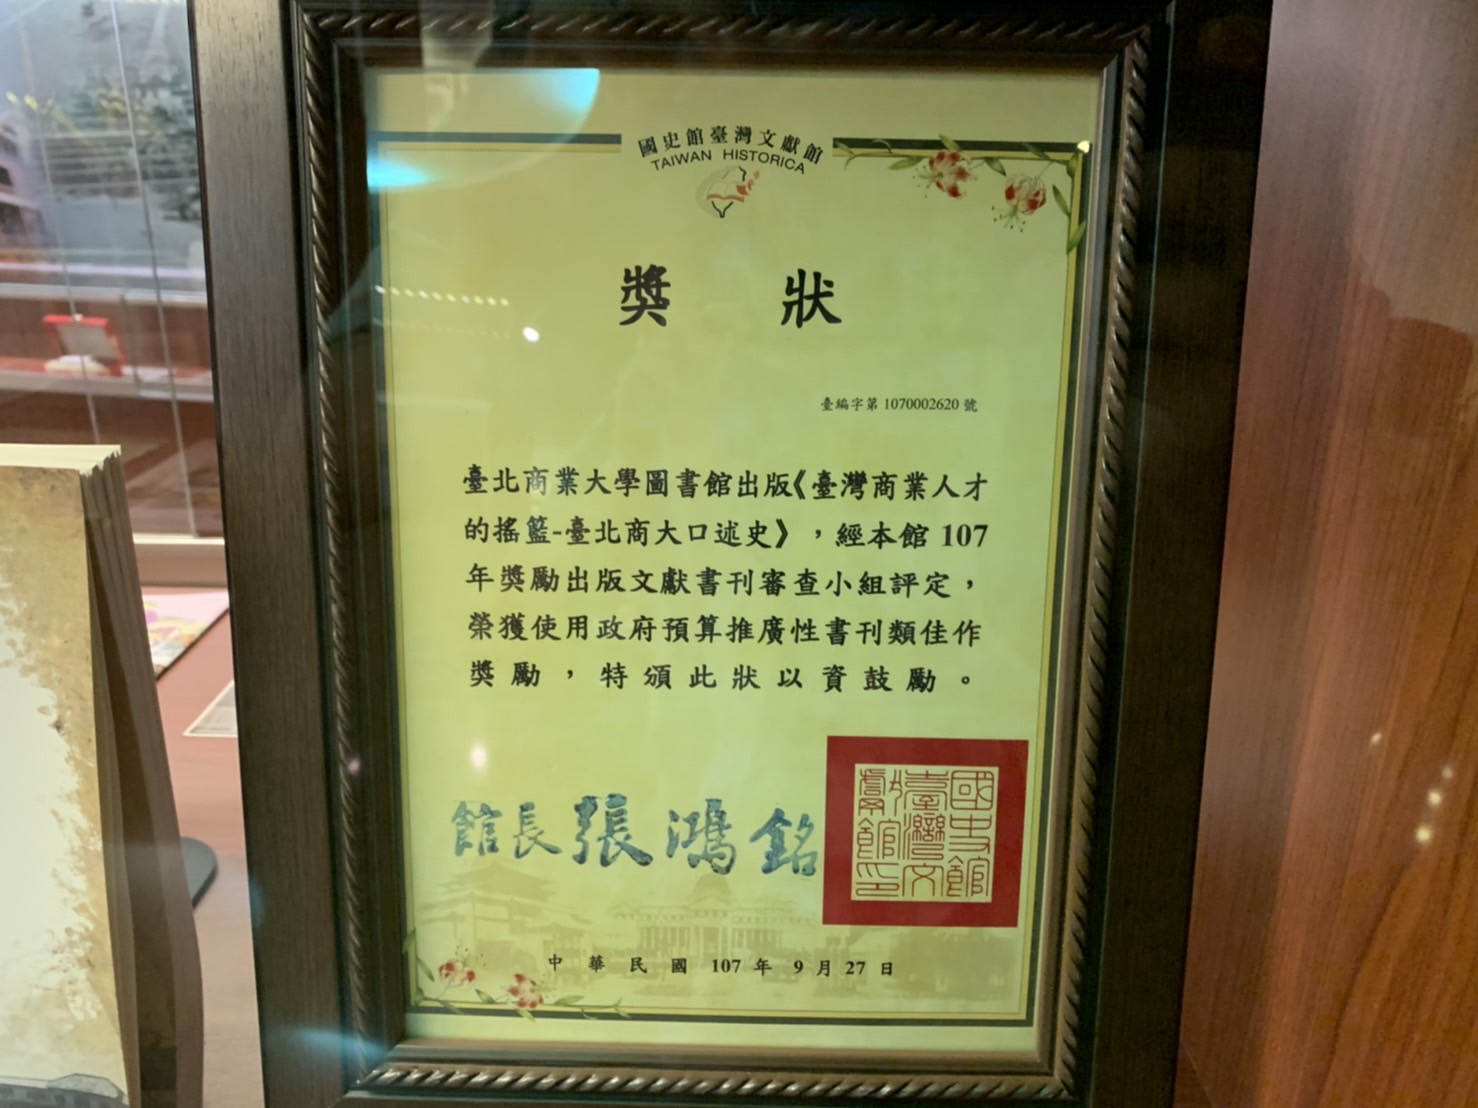 國史館臺灣文獻館
TAIWAN HISTORICA
獎狀
臺編字第 1070002620 號
臺北商業大學圖書館出版《臺灣商業人才
的搖籃-臺北商大口述史》，經本館 107
年獎勵出版文獻書刊審查小組評定，
榮獲使用政府預算推廣性書刊類佳作
獎勵，特頒此狀以資鼓勵。
館長張鴻銘
國史館
臺灣文
獻館印
中華民國 107 年 9 月 27 日